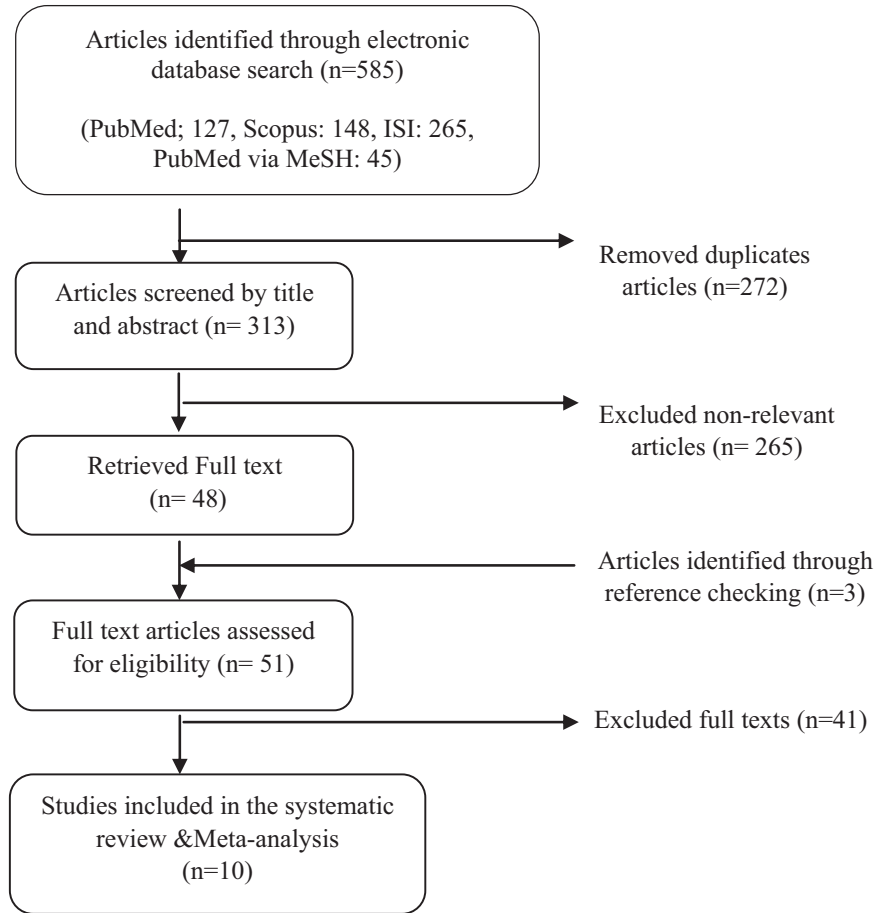 Articles identified through electronic
database search (n=585)
(PubMed; 127, Scopus: 148, ISI: 265,
PubMed via MeSH: 45)
Removed duplicates
articles (n=272)
Articles screened by title
and abstract (n= 313)
Excluded non-relevant
articles (n= 265)
Retrieved Full text
(n= 48)
Articles identified through
reference checking (n=3)
Full text articles assessed
for eligibility (n= 51)
Excluded full texts (n=41)
Studies included in the systematic
review &Meta-analysis
(n=10)